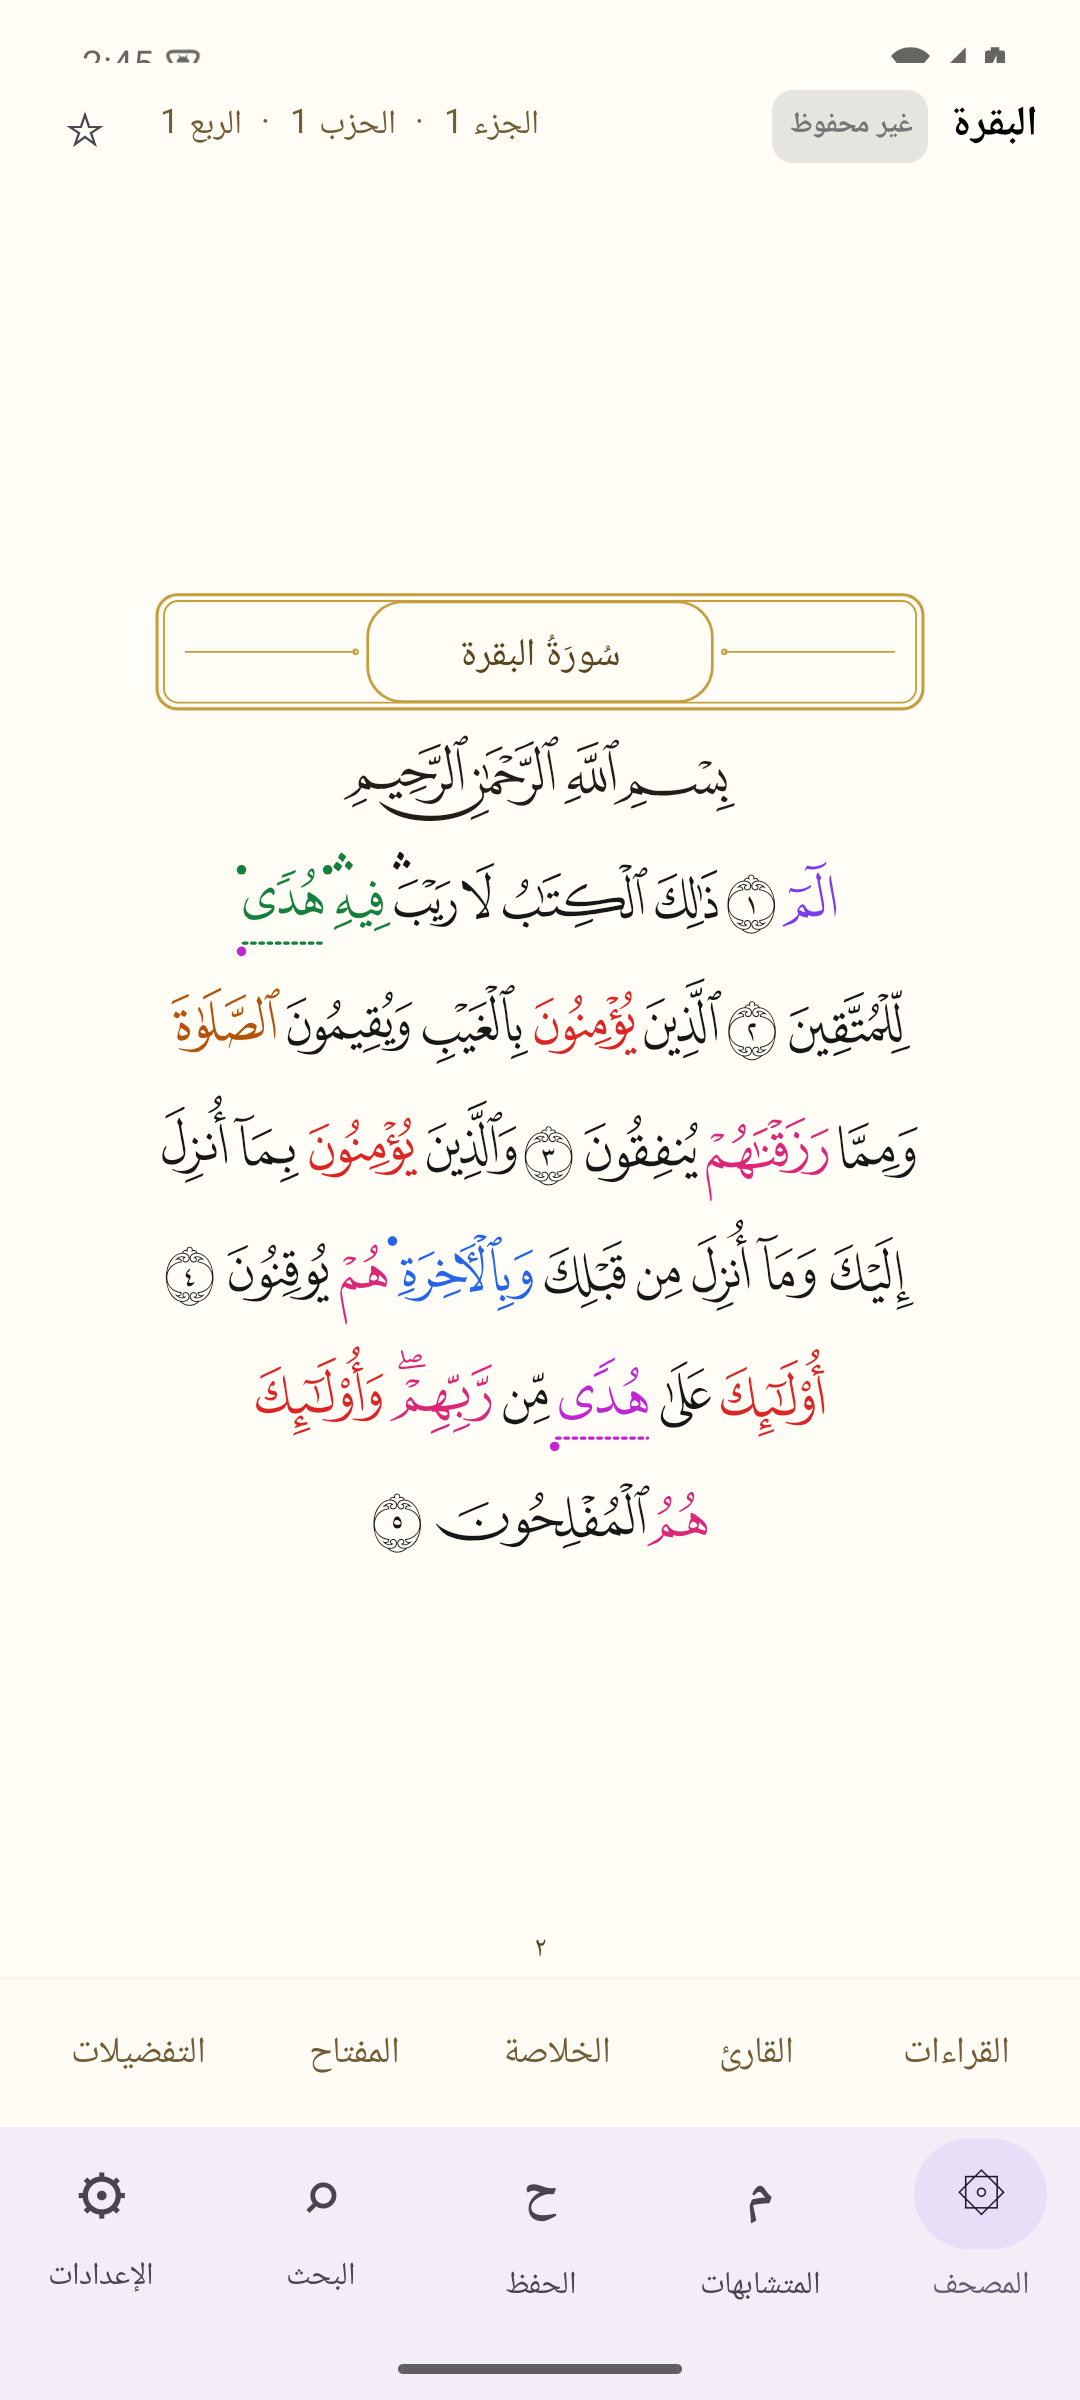 البقرة غير محفوظ الجزء 1 · الحزب 1 · الربع 1
سُورَةُ البقرة
بِسْمِ ٱللَّهِ ٱلرَّحْمَٰنِ ٱلرَّحِيمِ
الٓمٓ ١ ذَٰلِكَ ٱلْكِتَٰبُ لَا رَيْبَ ۛ فِيهِ ۛ هُدًى
لِّلْمُتَّقِينَ ٢ ٱلَّذِينَ يُؤْمِنُونَ بِٱلْغَيْبِ وَيُقِيمُونَ ٱلصَّلَوٰةَ
وَمِمَّا رَزَقْنَٰهُمْ يُنفِقُونَ ٣ وَٱلَّذِينَ يُؤْمِنُونَ بِمَآ أُنزِلَ
إِلَيْكَ وَمَآ أُنزِلَ مِن قَبْلِكَ وَبِٱلْأَخِرَةِ هُمْ يُوقِنُونَ ٤
أُوْلَٰٓئِكَ عَلَىٰ هُدًى مِّن رَّبِّهِمْ ۖ وَأُوْلَٰٓئِكَ
هُمُ ٱلْمُفْلِحُونَ ٥
٢
القراءات القارئ الخلاصة المفتاح التفضيلات
م ح
المصحف المتشابهات الحفظ البحث الإعدادات